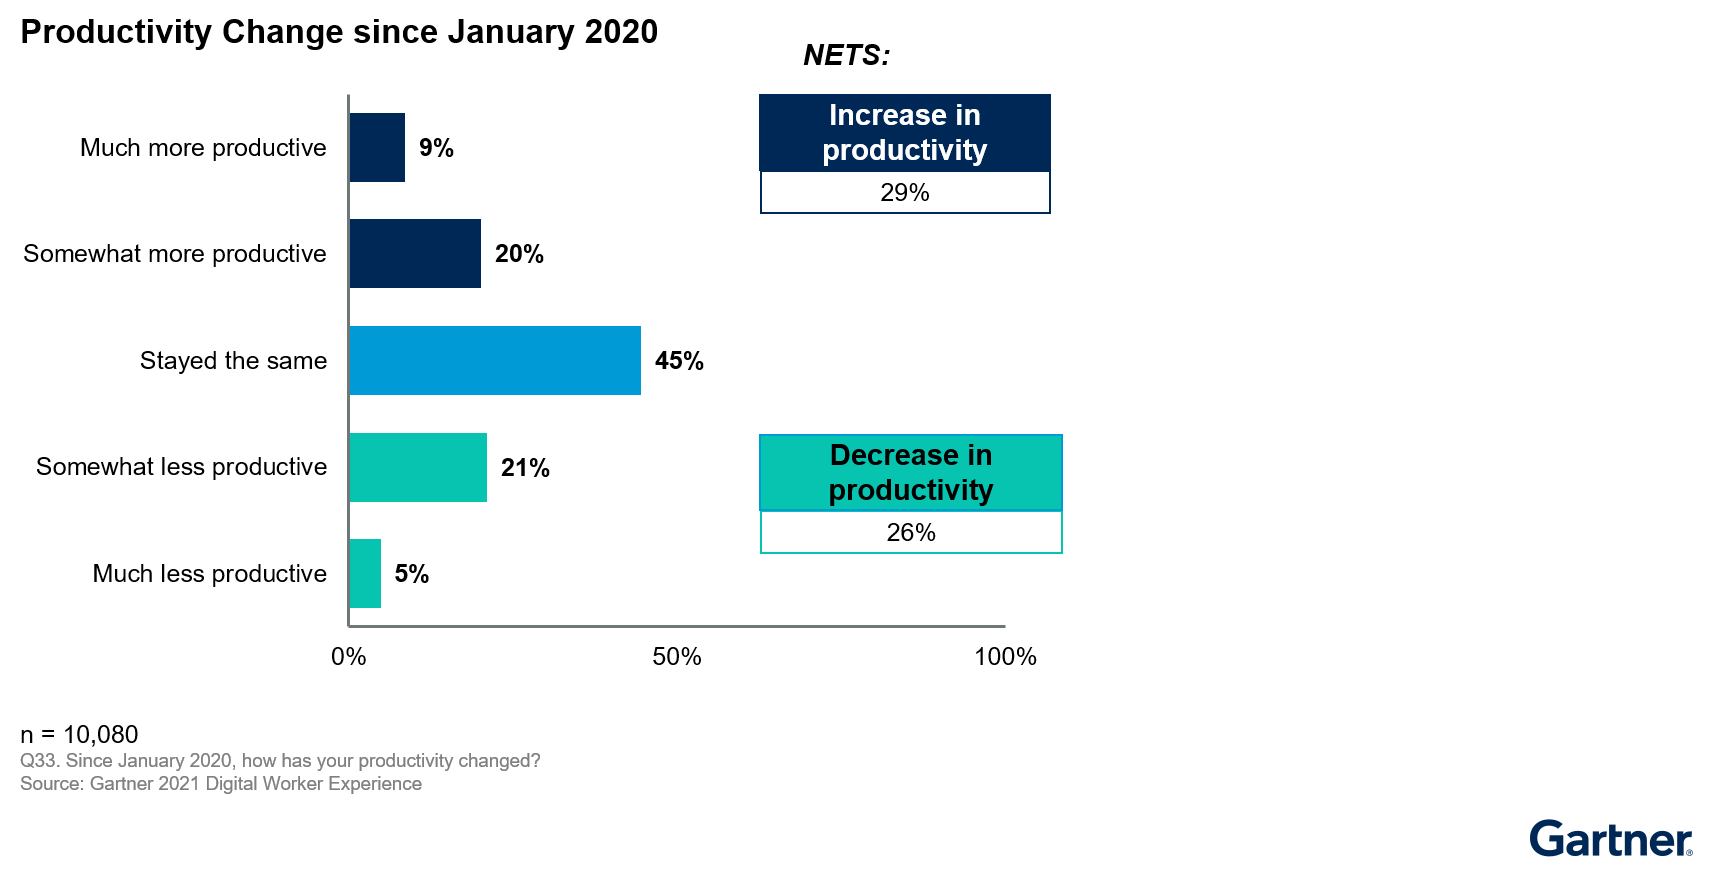 Productivity Change since January 2020
NETS:
Much more productive
9%
Increase in
productivity
29%
Somewhat more productive
20%
Stayed the same
45%
Somewhat less productive
21%
Decrease in
productivity
26%
Much less productive
5%
0%
50%
100%
n = 10,080
Q33. Since January 2020, how has your productivity changed?
Source: Gartner 2021 Digital Worker Experience
Gartner®